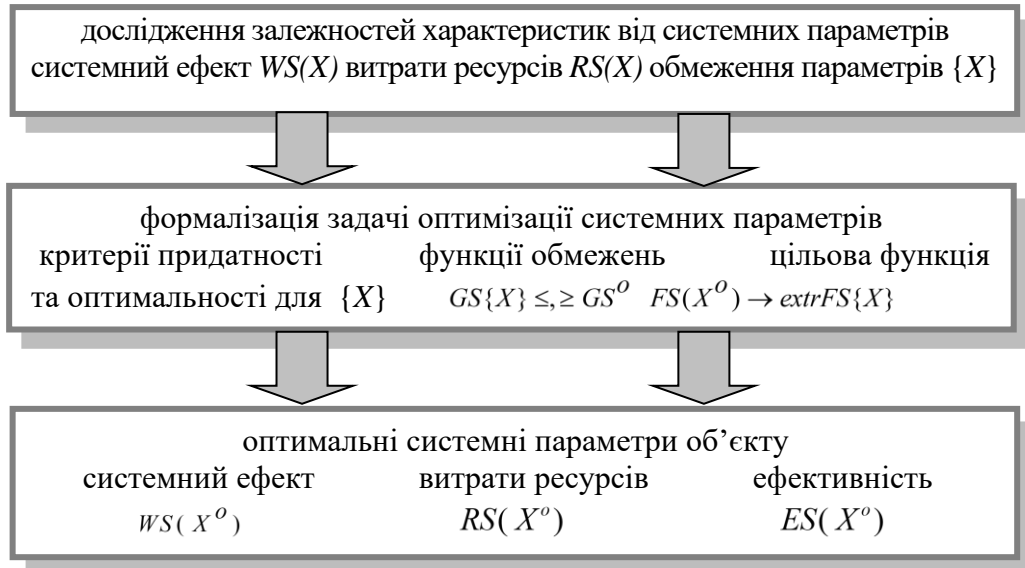 дослідження залежностей характеристик від системних параметрів
системний ефект WS(X) витрати ресурсів RS(X) обмеження параметрів {X}
формалізація задачі оптимізації системних параметрів
критерії придатності функції обмежень цільова функція
та оптимальності для {X} GS{X} ≤,≥ GS^O FS(X^O) → extrFS{X}
оптимальні системні параметри об’єкту
системний ефект витрати ресурсів ефективність
WS(X^O) RS(X^o) ES(X^o)